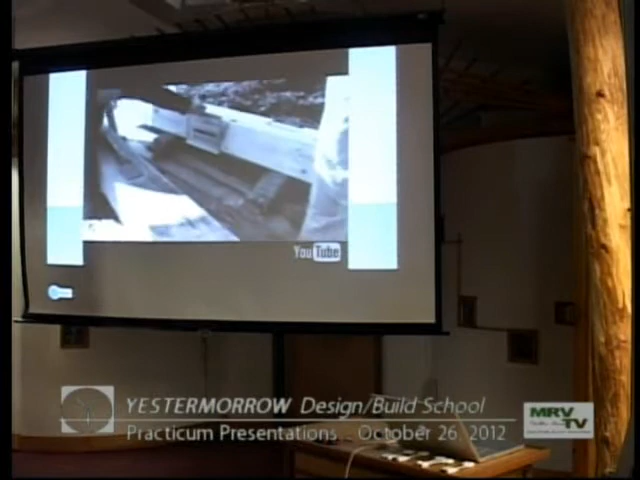 YouTube
YESTERMORROW Design/Build School
Practicum Presentations - October 26, 2012
MRV
TV